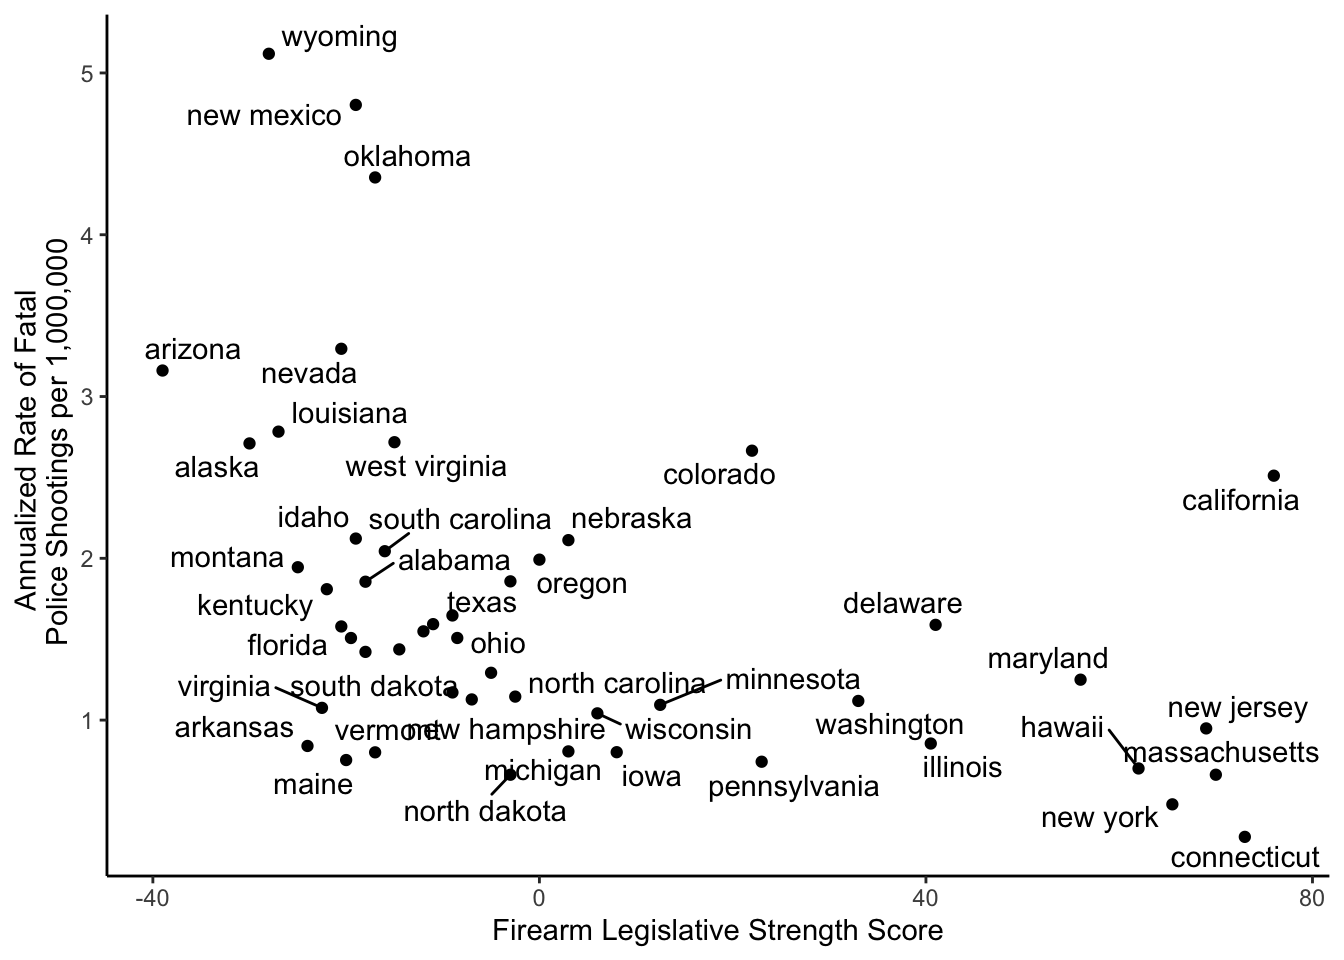 wyoming
new mexico
oklahoma
arizona
nevada
louisiana
alaska
west virginia
colorado
california
idaho
south carolina
nebraska
montana
alabama
oregon
kentucky
texas
delaware
florida
ohio
maryland
virginia
south dakota
north carolina
minnesota
new jersey
arkansas
vermont
new hampshire
wisconsin
washington
hawaii
massachusetts
maine
michigan
iowa
pennsylvania
illinois
north dakota
new york
connecticut
5
4
3
2
1
-40
0
40
80
Annualized Rate of Fatal
Police Shootings per 1,000,000
Firearm Legislative Strength Score